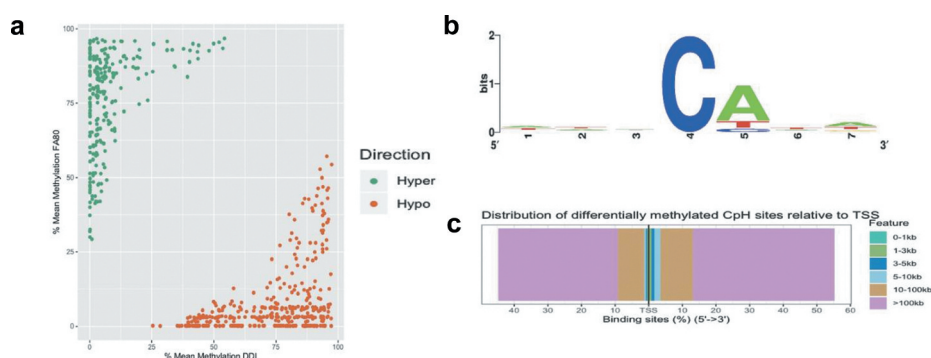 a
100
75
50
25
0
0
25
50
75
100
% Mean Methylation FA80
% Mean Methylation DDI
Direction
Hyper
Hypo
b
2
1
0
bits
CA
5'
1
2
3
4
5
6
7
3'
c
Distribution of differentially methylated CpH sites relative to TSS
40 30 20 10 TSS 10 20 30 40 50 60
Binding sites (%) (5'->3')
Feature
0-1kb
1-3kb
3-5kb
5-10kb
10-100kb
>100kb